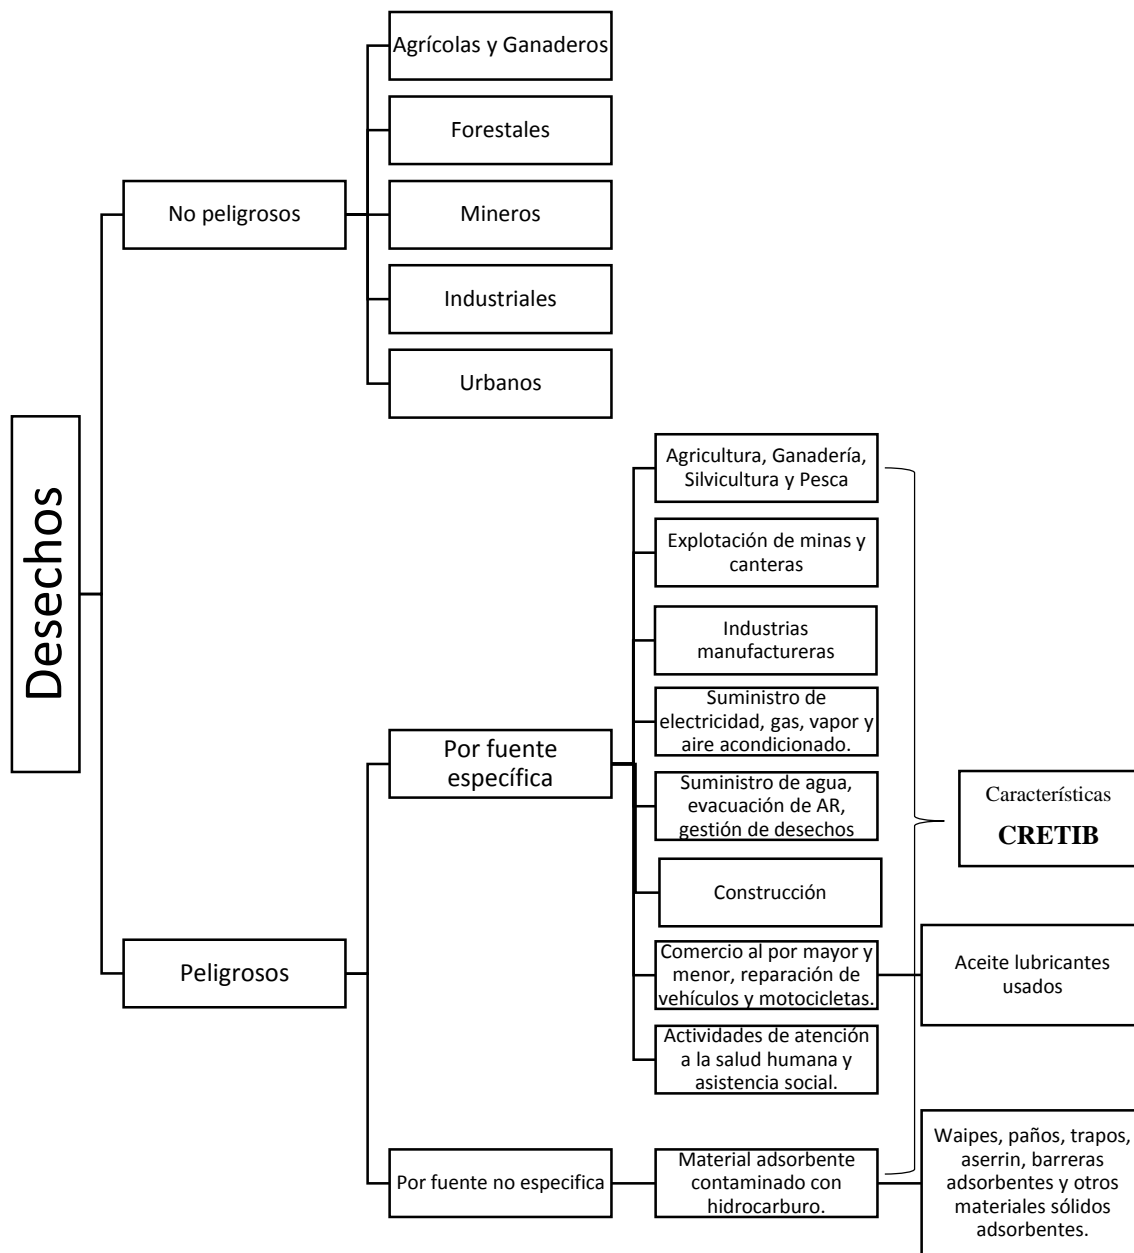 Desechos
No peligrosos
Agrícolas y Ganaderos
Forestales
Mineros
Industriales
Urbanos
Peligrosos
Por fuente
específica
Agricultura, Ganadería,
Silvicultura y Pesca
Explotación de minas y
canteras
Industrias
manufactureras
Suministro de
electricidad, gas, vapor y
aire acondicionado.
Suministro de agua,
evacuación de AR,
gestión de desechos
Construcción
Comercio al por mayor y
menor, reparación de
vehículos y motocicletas.
Actividades de atención
a la salud humana y
asistencia social.
Características
CRETIB
Aceite lubricantes
usados
Por fuente no especifica
Material adsorbente
contaminado con
hidrocarburo.
Waipes, paños, trapos,
aserrin, barreras
adsorbentes y otros
materiales sólidos
adsorbentes.